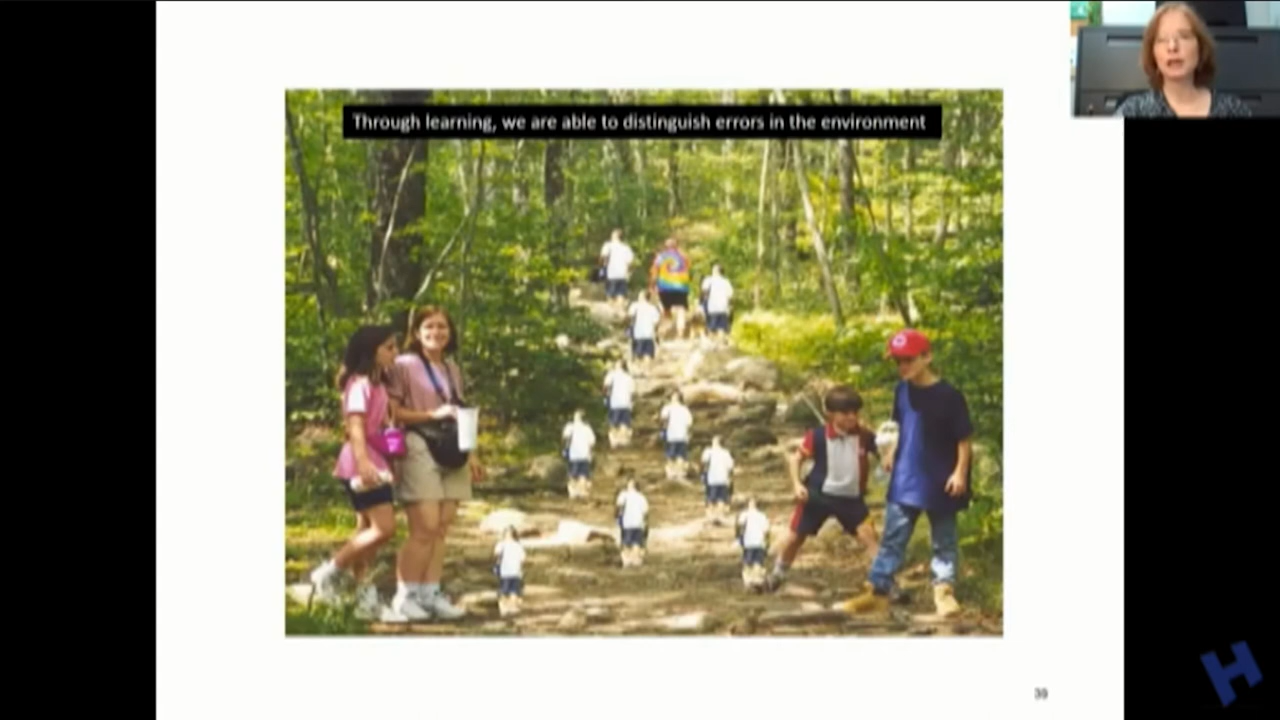 Through learning, we are able to distinguish errors in the environment
39
H